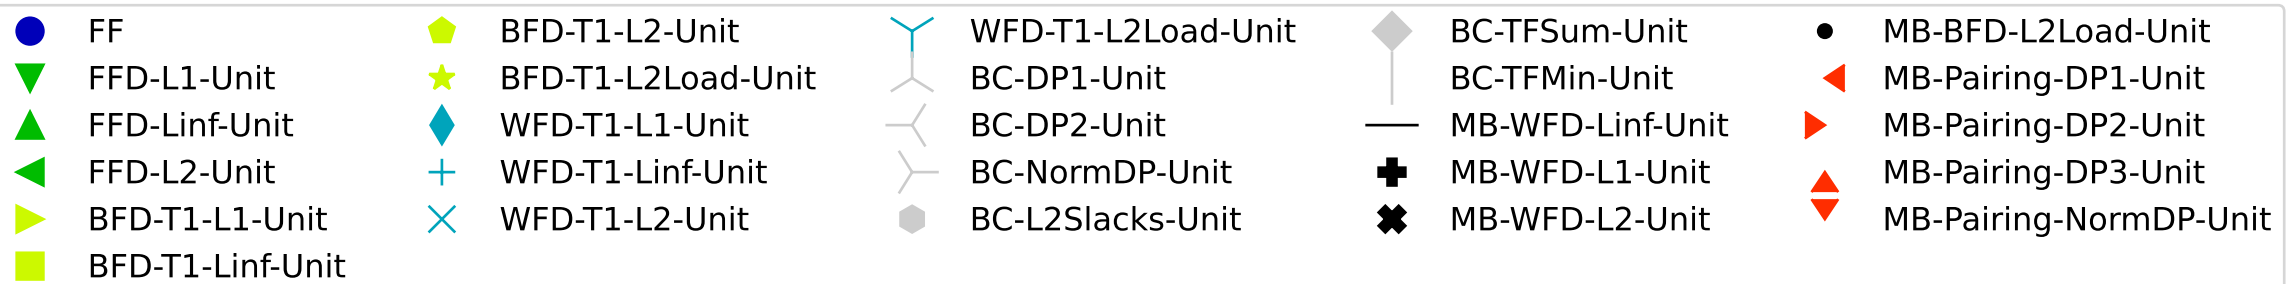 FF
FFD-L1-Unit
FFD-Linf-Unit
FFD-L2-Unit
BFD-T1-L1-Unit
BFD-T1-Linf-Unit
BFD-T1-L2-Unit
BFD-T1-L2Load-Unit
WFD-T1-L1-Unit
WFD-T1-Linf-Unit
WFD-T1-L2-Unit
WFD-T1-L2Load-Unit
BC-DP1-Unit
BC-DP2-Unit
BC-NormDP-Unit
BC-L2Slacks-Unit
BC-TFSum-Unit
BC-TFMin-Unit
MB-WFD-Linf-Unit
MB-WFD-L1-Unit
MB-WFD-L2-Unit
MB-BFD-L2Load-Unit
MB-Pairing-DP1-Unit
MB-Pairing-DP2-Unit
MB-Pairing-DP3-Unit
MB-Pairing-NormDP-Unit